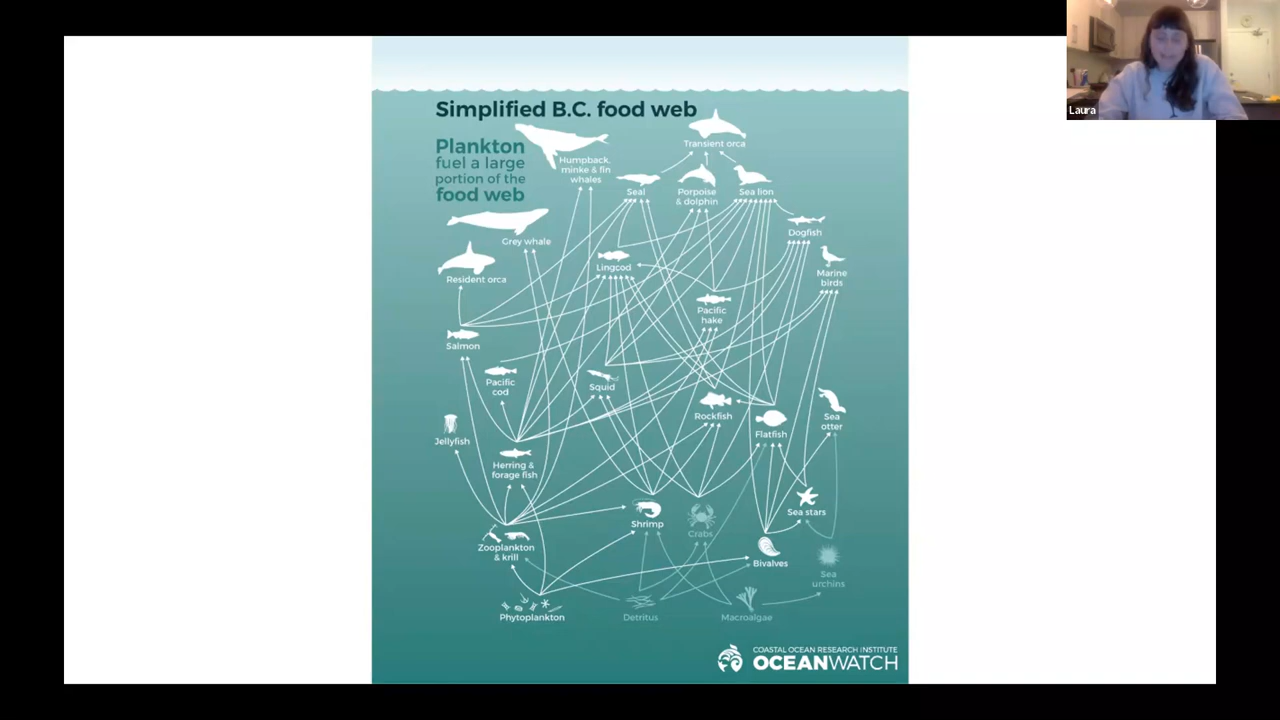 Laura
Simplified B.C. food web
Plankton
fuel a large
portion of the
food web
Humpback,
minke & fin
whales
Transient orca
Seal
Porpoise
& dolphin
Sea lion
Grey whale
Dogfish
Resident orca
Lingcod
Marine
birds
Pacific
hake
Salmon
Pacific
cod
Squid
Rockfish
Flatfish
Sea
otter
Jellyfish
Herring &
forage fish
Shrimp
Crabs
Sea stars
Zooplankton
& krill
Bivalves
Sea
urchins
Phytoplankton
Detritus
Macroalgae
COASTAL OCEAN RESEARCH INSTITUTE
OCEANWATCH